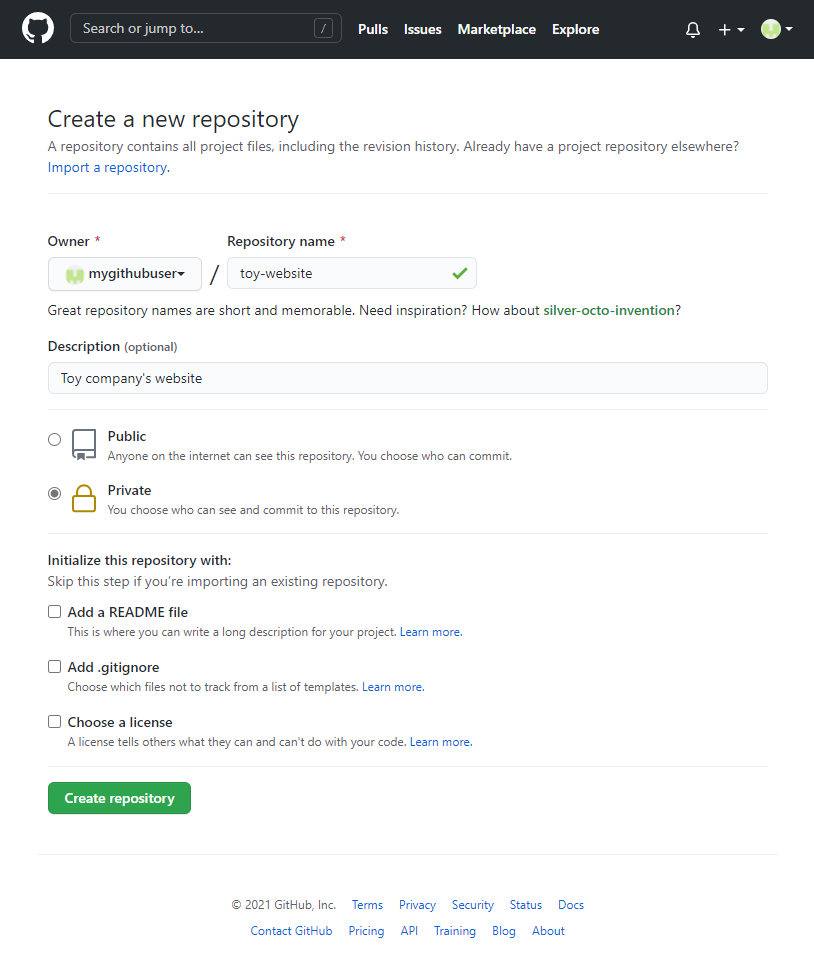 Search or jump to... /
Pulls Issues Marketplace Explore
Create a new repository
A repository contains all project files, including the revision history. Already have a project repository elsewhere?
Import a repository.
Owner * Repository name *
mygithubuser / toy-website
Great repository names are short and memorable. Need inspiration? How about silver-octo-invention?
Description (optional)
Toy company's website
Public
Anyone on the internet can see this repository. You choose who can commit.
Private
You choose who can see and commit to this repository.
Initialize this repository with:
Skip this step if you're importing an existing repository.
Add a README file
This is where you can write a long description for your project. Learn more.
Add .gitignore
Choose which files not to track from a list of templates. Learn more.
Choose a license
A license tells others what they can and can't do with your code. Learn more.
Create repository
© 2021 GitHub, Inc. Terms Privacy Security Status Docs
Contact GitHub Pricing API Training Blog About